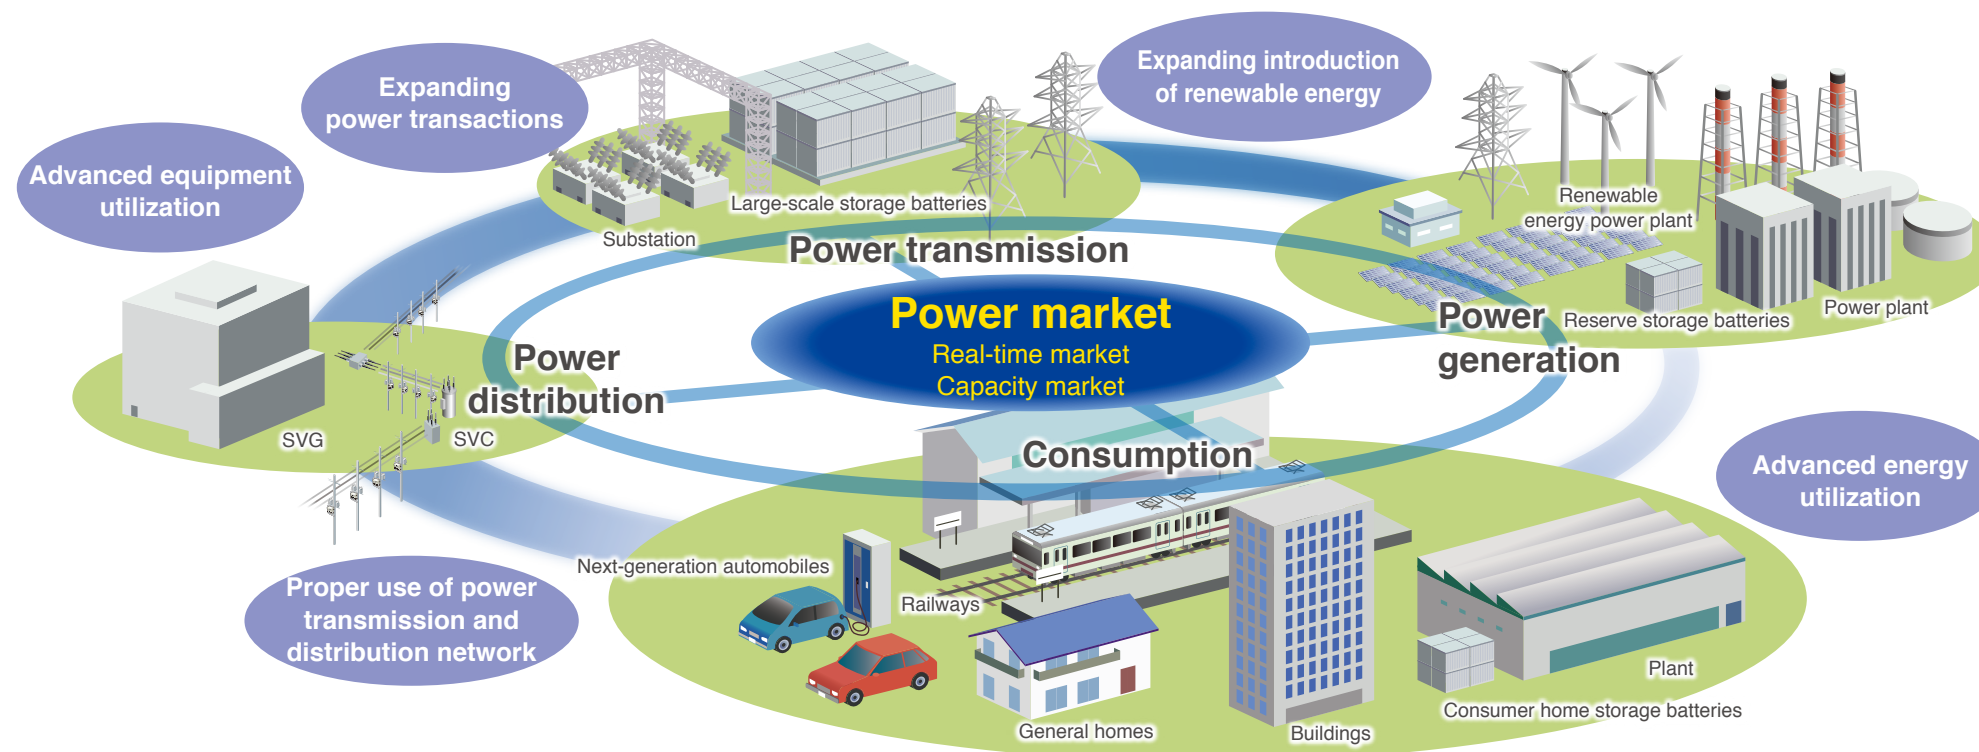 Expanding
power transactions
Expanding introduction
of renewable energy
Advanced equipment
utilization
Large-scale storage batteries
Substation
Power transmission
Renewable
energy power plant
Power plant
Reserve storage batteries
Power
generation
Power market
Real-time market
Capacity market
Power
distribution
SVG
SVC
Consumption
Advanced energy
utilization
Next-generation automobiles
Railways
Proper use of power
transmission and
distribution network
General homes
Buildings
Plant
Consumer home storage batteries